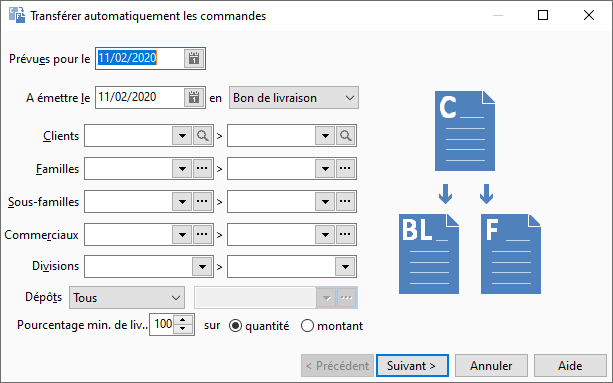 Transférer automatiquement les commandes
Prévues pour le 11/02/2020
A émettre le 11/02/2020 en Bon de livraison
Clients >
Familles >
Sous-familles >
Commerciaux >
Divisions >
Dépôts Tous
Pourcentage min. de liv.. 100 sur quantité montant
C
BL F
< Précédent Suivant > Annuler Aide